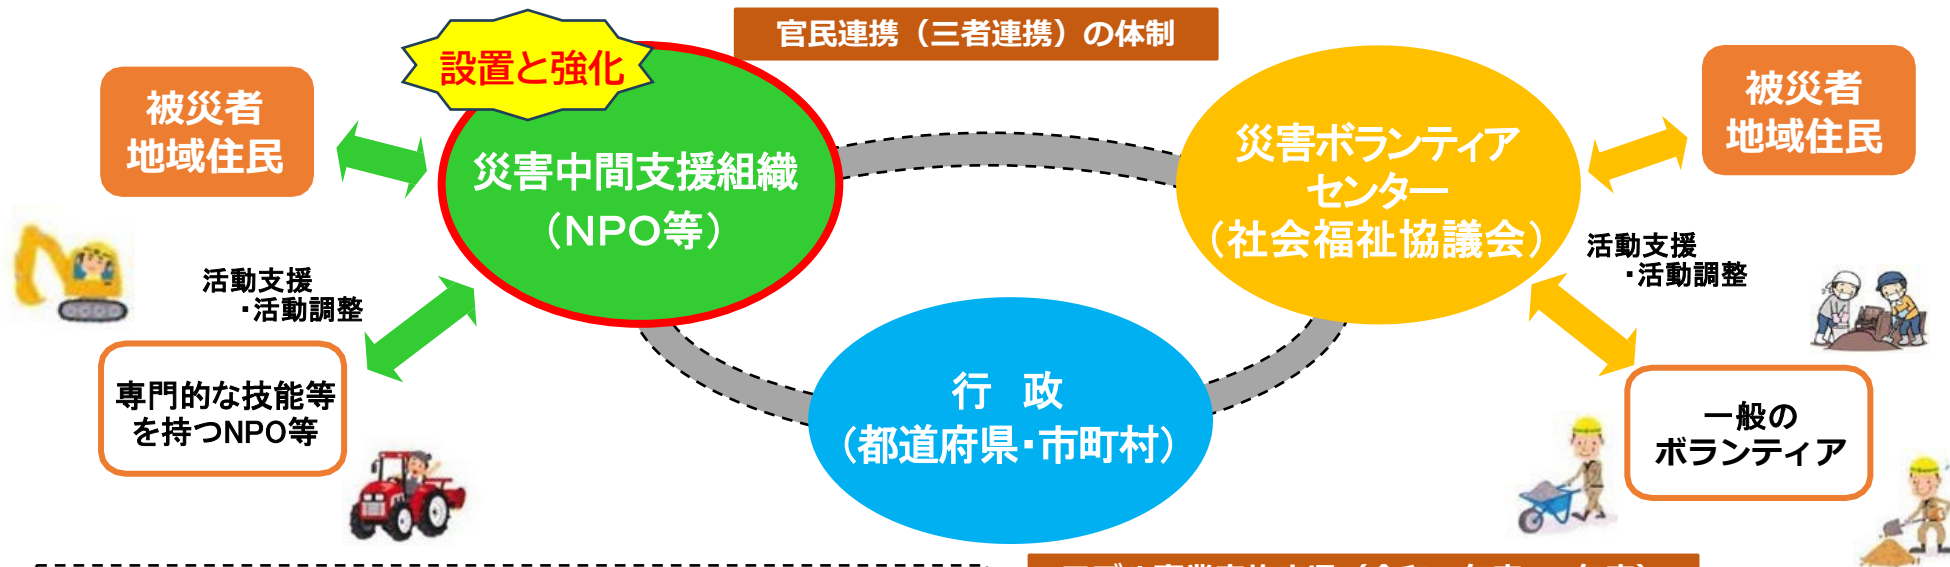 官民連携（三者連携）の体制
設置と強化
被災者
地域住民
災害中間支援組織
（NPO等）
災害ボランティア
センター
（社会福祉協議会）
被災者
地域住民
活動支援
・活動調整
活動支援
・活動調整
専門的な技能等
を持つNPO等
行　政
（都道府県・市町村）
一般の
ボランティア